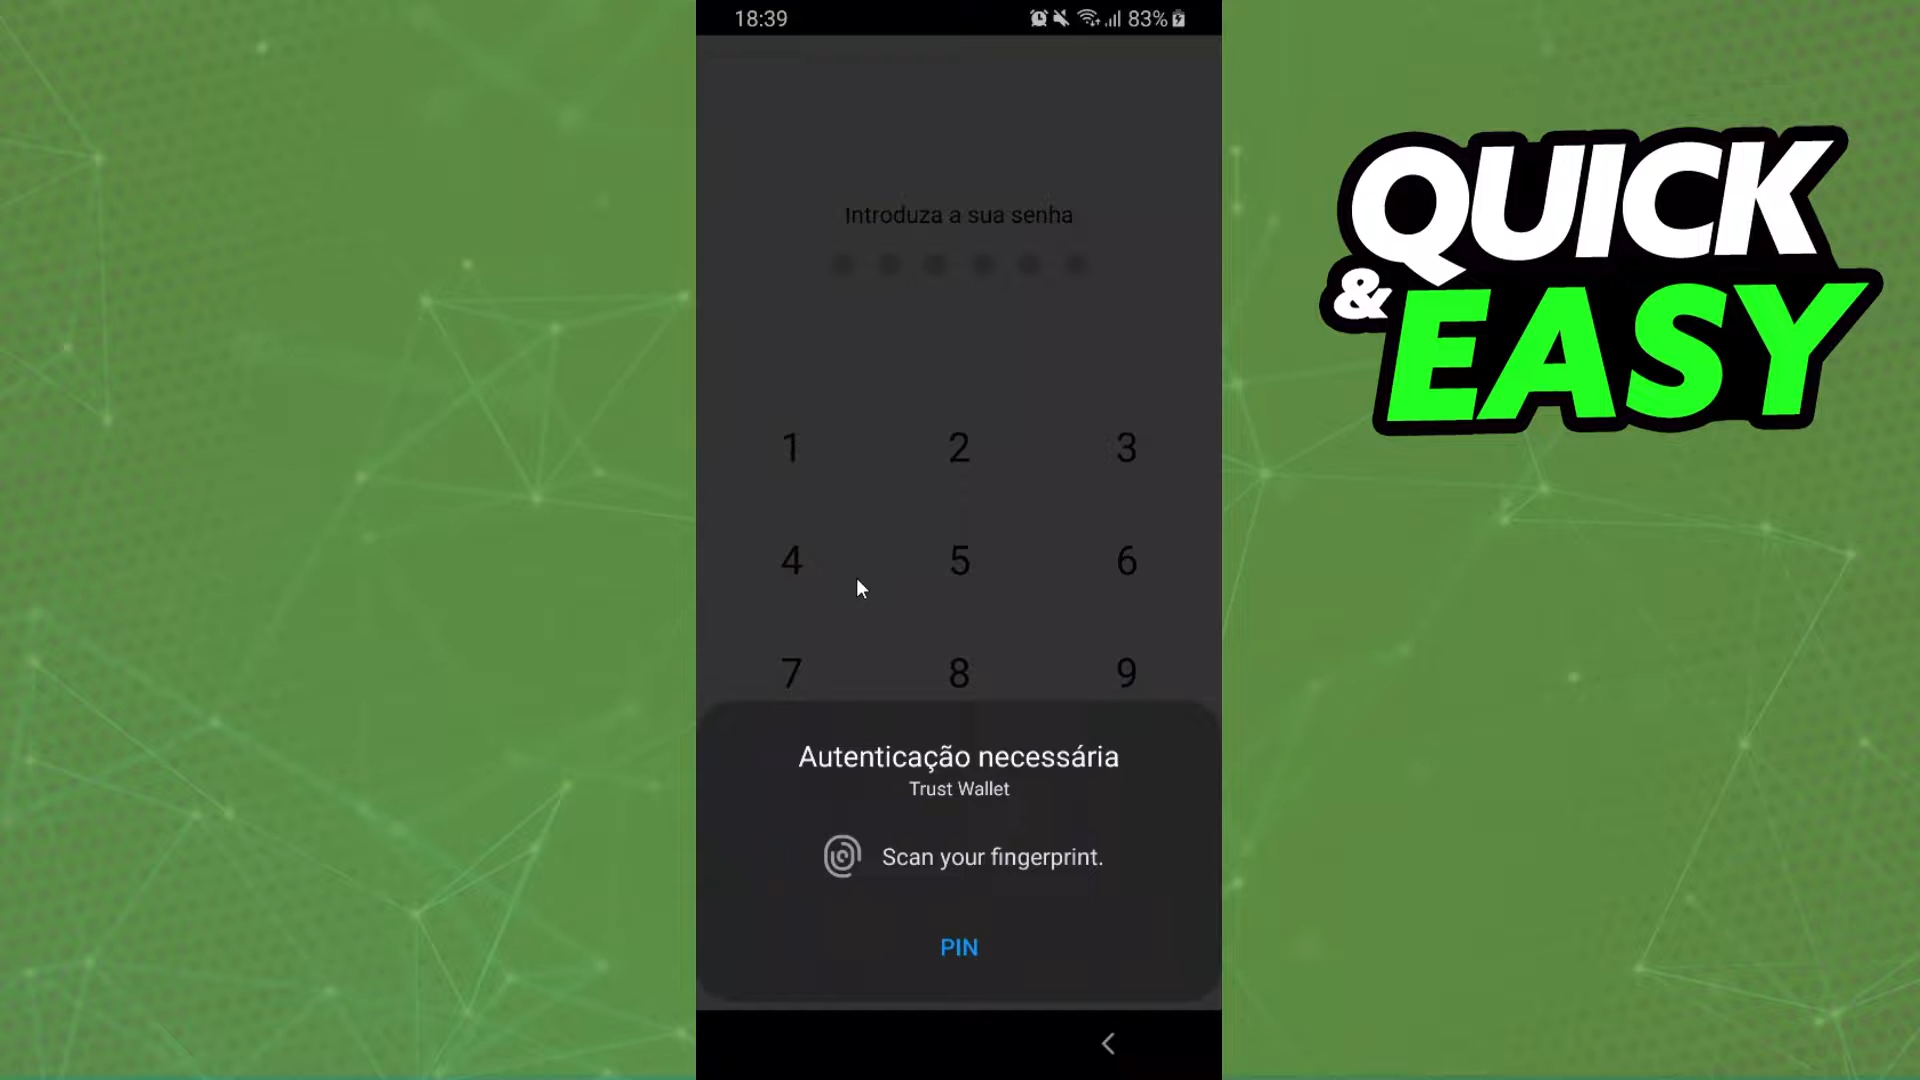 18:39
83%
Introduza a sua senha
1 2 3
4 5 6
7 8 9
Autenticação necessária
Trust Wallet
Scan your fingerprint.
PIN
QUICK
&
EASY